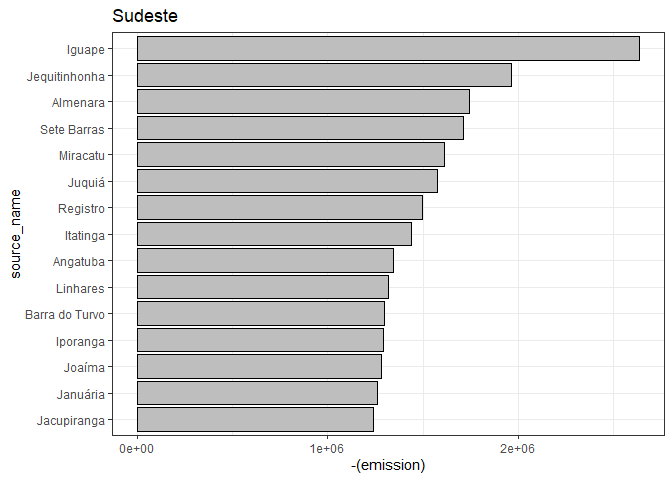 Sudeste
source_name
Iguape
Jequitinhonha
Almenara
Sete Barras
Miracatu
Juquiá
Registro
Itatinga
Angatuba
Linhares
Barra do Turvo
Iporanga
Joaíma
Januária
Jacupiranga
0e+00 1e+06 2e+06
-(emission)